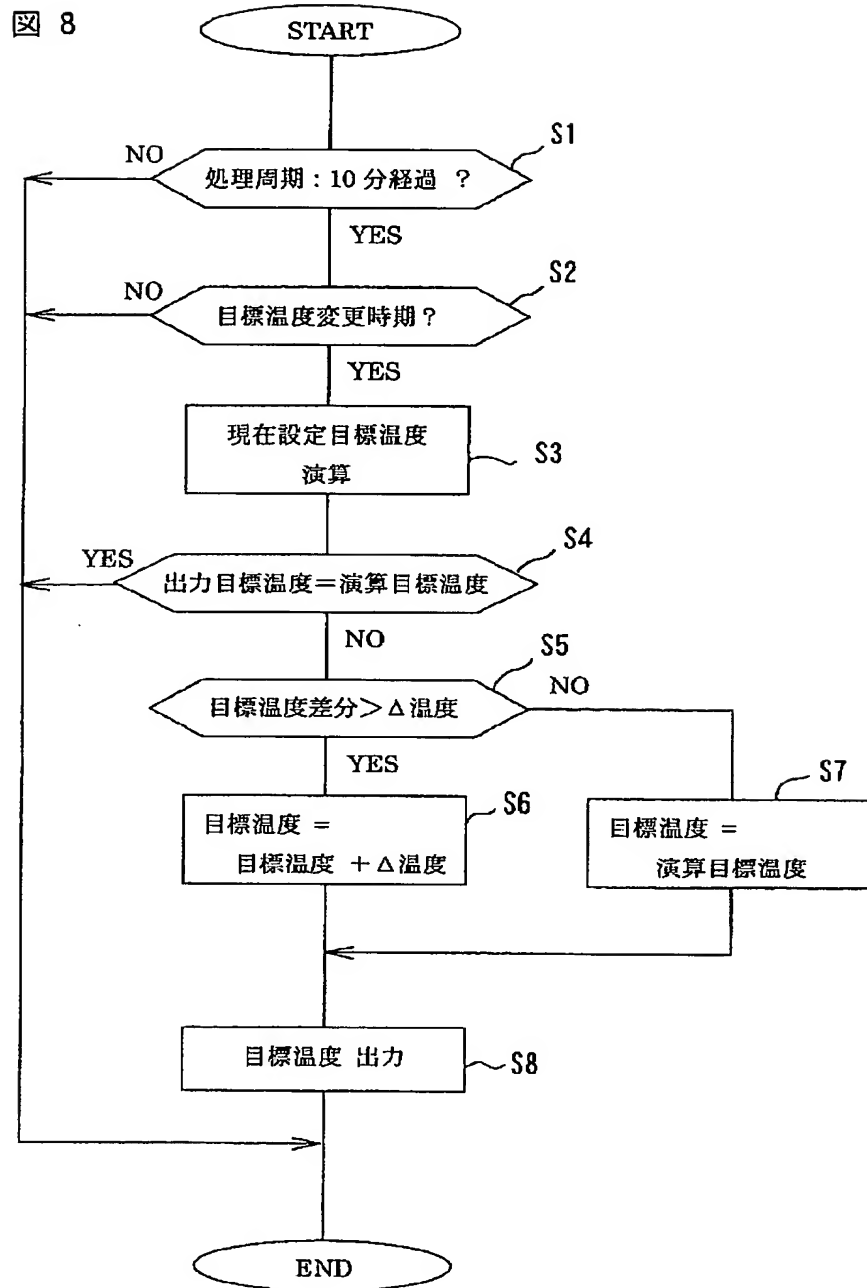 図 8
START
S1
NO
処理周期：10分経過 ？
YES
S2
NO
目標温度変更時期？
YES
現在設定目標温度
演算
S3
S4
YES
出力目標温度＝演算目標温度
NO
S5
目標温度差分＞Δ温度
NO
YES
S6
目標温度 ＝
目標温度 ＋Δ温度
S7
目標温度 ＝
演算目標温度
目標温度 出力
S8
END